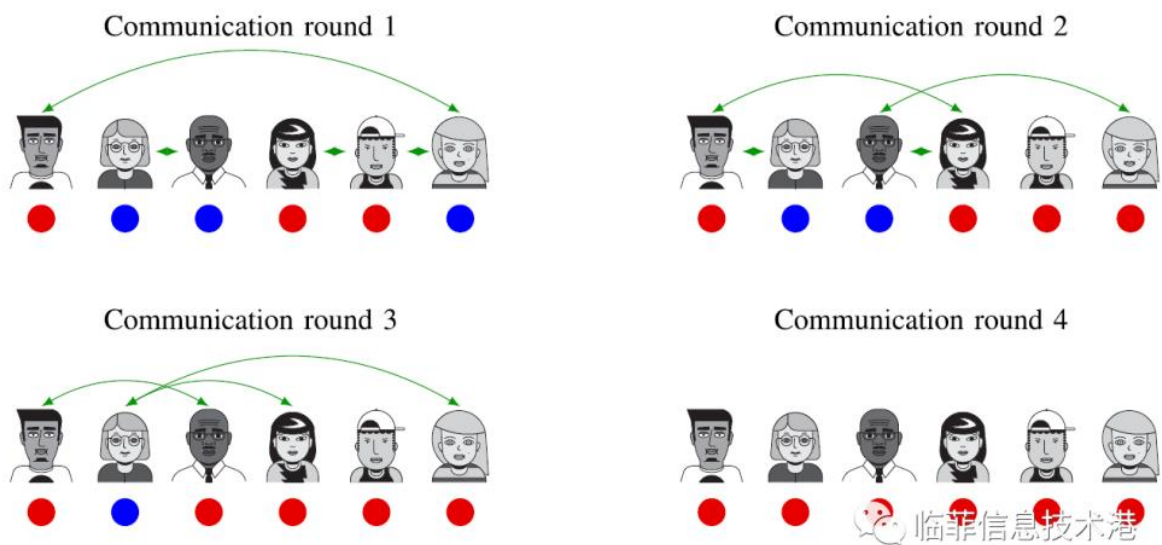 Communication round 1
Communication round 2
Communication round 3
Communication round 4
临菲信息技术港